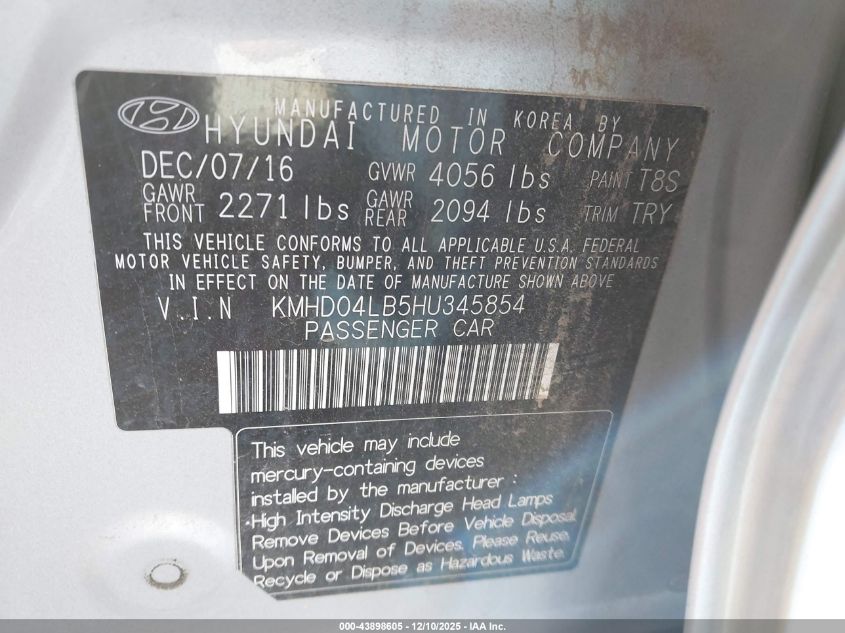 MANUFACTURED IN KOREA BY
HYUNDAI MOTOR COMPANY
DEC/07/16 GVWR 4056 lbs PAINT T8S
GAWR FRONT 2271 lbs GAWR REAR 2094 lbs TRIM TRY
THIS VEHICLE CONFORMS TO ALL APPLICABLE U.S.A. FEDERAL
MOTOR VEHICLE SAFETY, BUMPER, AND THEFT PREVENTION STANDARDS
IN EFFECT ON THE DATE OF MANUFACTURE SHOWN ABOVE
V.I.N KMHD04LB5HU345854
PASSENGER CAR
This vehicle may include
mercury-containing devices
installed by the manufacturer :
·High Intensity Discharge Head Lamps
Remove Devices Before Vehicle Disposal.
Upon Removal of Devices. Please Reuse,
Recycle or Dispose as Hazardous Waste.
000-43898605 - 12/10/2025 - IAA Inc.